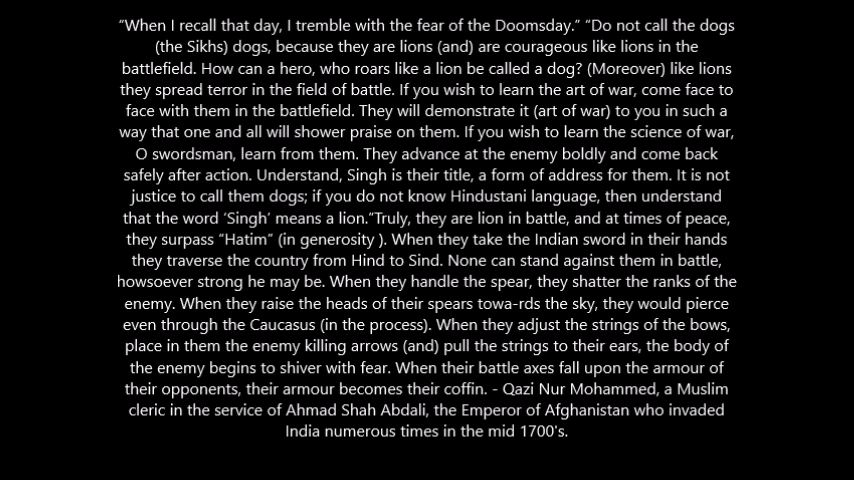 “When I recall that day, I tremble with the fear of the Doomsday.” “Do not call the dogs
(the Sikhs) dogs, because they are lions (and) are courageous like lions in the
battlefield. How can a hero, who roars like a lion be called a dog? (Moreover) like lions
they spread terror in the field of battle. If you wish to learn the art of war, come face to
face with them in the battlefield. They will demonstrate it (art of war) to you in such a
way that one and all will shower praise on them. If you wish to learn the science of war,
O swordsman, learn from them. They advance at the enemy boldly and come back
safely after action. Understand, Singh is their title, a form of address for them. It is not
justice to call them dogs; if you do not know Hindustani language, then understand
that the word ‘Singh’ means a lion.“Truly, they are lion in battle, and at times of peace,
they surpass “Hatim” (in generosity ). When they take the Indian sword in their hands
they traverse the country from Hind to Sind. None can stand against them in battle,
howsoever strong he may be. When they handle the spear, they shatter the ranks of the
enemy. When they raise the heads of their spears towa-rds the sky, they would pierce
even through the Caucasus (in the process). When they adjust the strings of the bows,
place in them the enemy killing arrows (and) pull the strings to their ears, the body of
the enemy begins to shiver with fear. When their battle axes fall upon the armour of
their opponents, their armour becomes their coffin. - Qazi Nur Mohammed, a Muslim
cleric in the service of Ahmad Shah Abdali, the Emperor of Afghanistan who invaded
India numerous times in the mid 1700's.